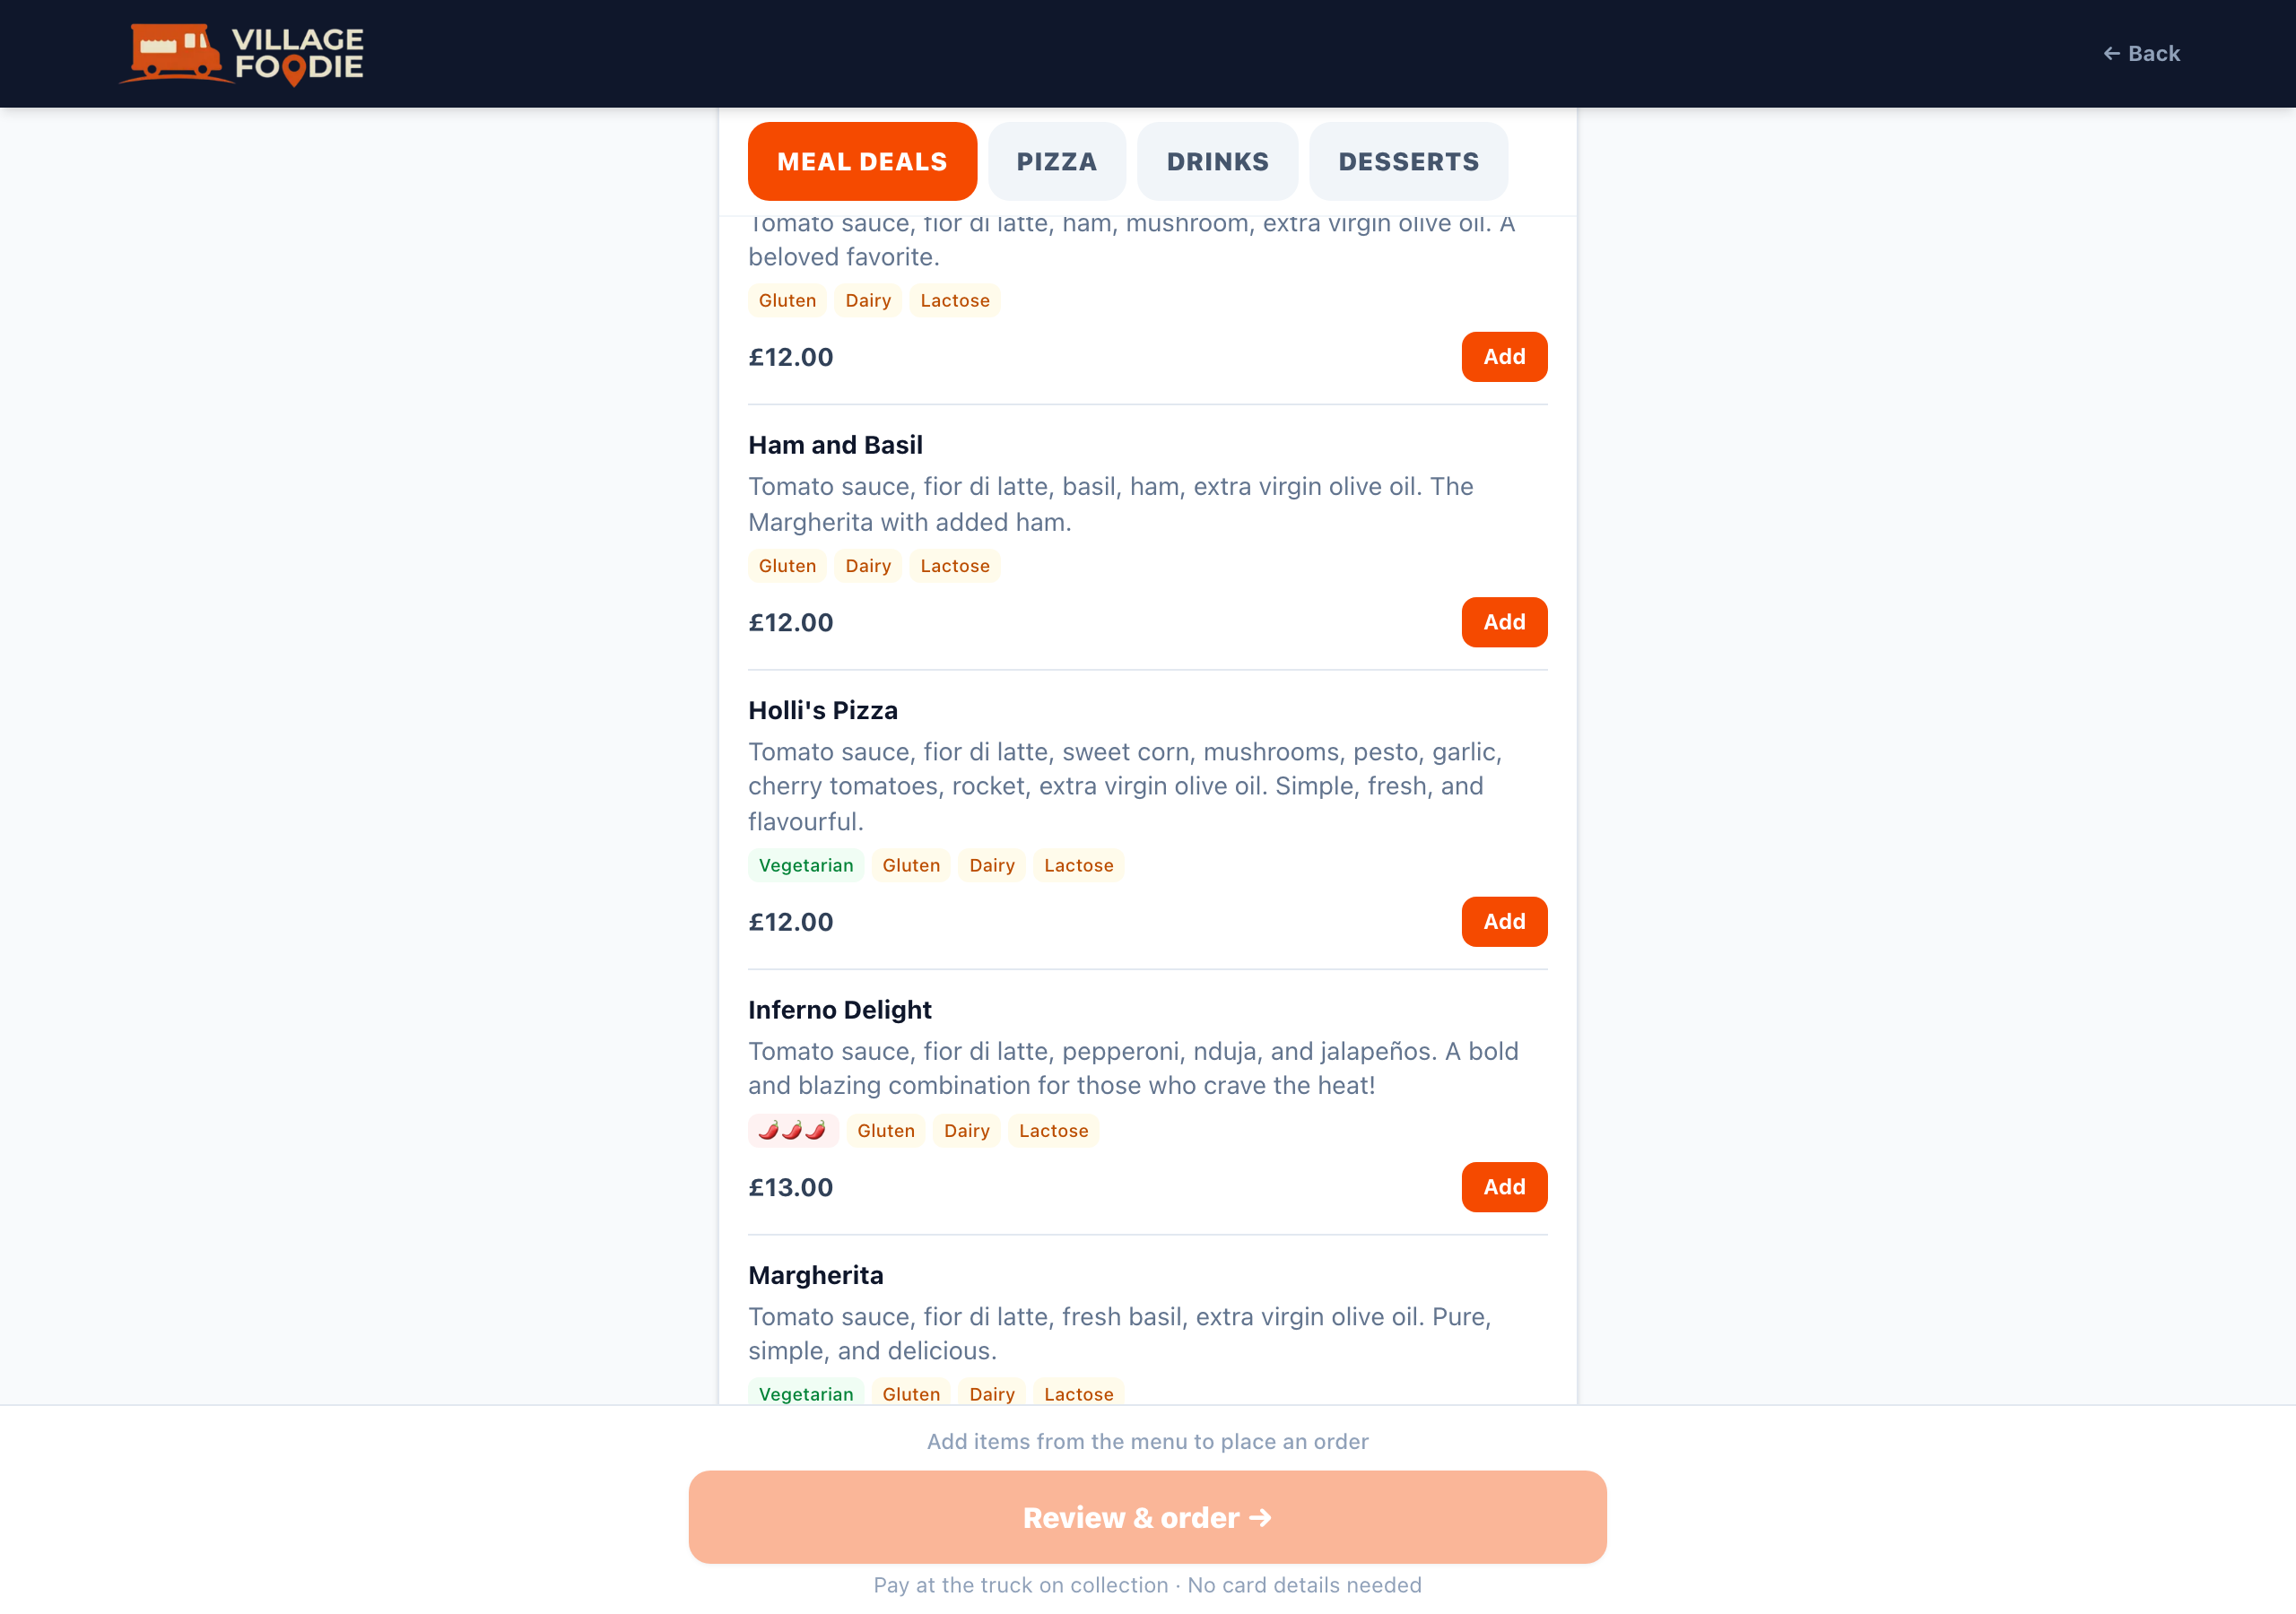 VILLAGE
FOODIE
← Back
MEAL DEALS
PIZZA
DRINKS
DESSERTS
Tomato sauce, fior di latte, ham, mushroom, extra virgin olive oil. A
beloved favorite.
Gluten Dairy Lactose
£12.00
Add
Ham and Basil
Tomato sauce, fior di latte, basil, ham, extra virgin olive oil. The
Margherita with added ham.
Gluten Dairy Lactose
£12.00
Add
Holli's Pizza
Tomato sauce, fior di latte, sweet corn, mushrooms, pesto, garlic,
cherry tomatoes, rocket, extra virgin olive oil. Simple, fresh, and
flavourful.
Vegetarian Gluten Dairy Lactose
£12.00
Add
Inferno Delight
Tomato sauce, fior di latte, pepperoni, nduja, and jalapeños. A bold
and blazing combination for those who crave the heat!
🌶️🌶️🌶️ Gluten Dairy Lactose
£13.00
Add
Margherita
Tomato sauce, fior di latte, fresh basil, extra virgin olive oil. Pure,
simple, and delicious.
Vegetarian Gluten Dairy Lactose
Add items from the menu to place an order
Review & order →
Pay at the truck on collection · No card details needed